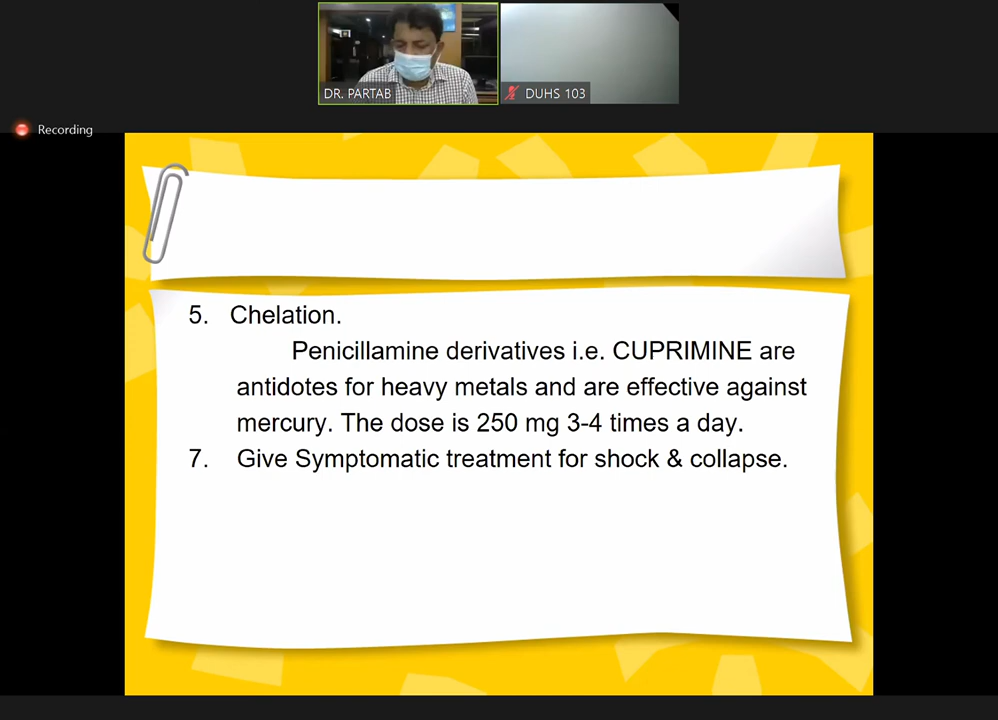 DR. PARTAB
DUHS 103
Recording
5. Chelation.
Penicillamine derivatives i.e. CUPRIMINE are
antidotes for heavy metals and are effective against
mercury. The dose is 250 mg 3-4 times a day.
7. Give Symptomatic treatment for shock & collapse.